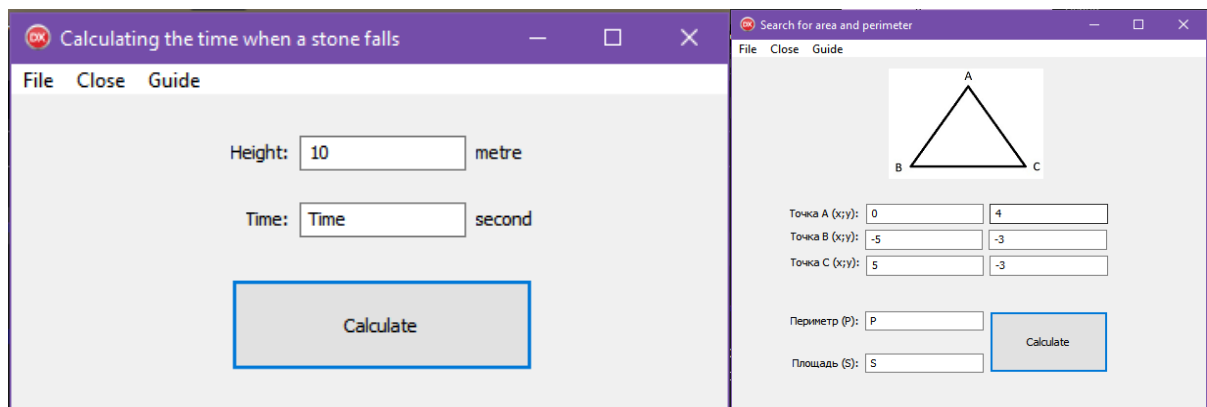 Calculating the time when a stone falls
File Close Guide
Height: 10 metre
Time: Time second
Calculate
Search for area and perimeter
File Close Guide
A
B C
Точка A (x;y): 0 4
Точка B (x;y): -5 -3
Точка C (x;y): 5 -3
Периметр (P): P
Calculate
Площадь (S): S